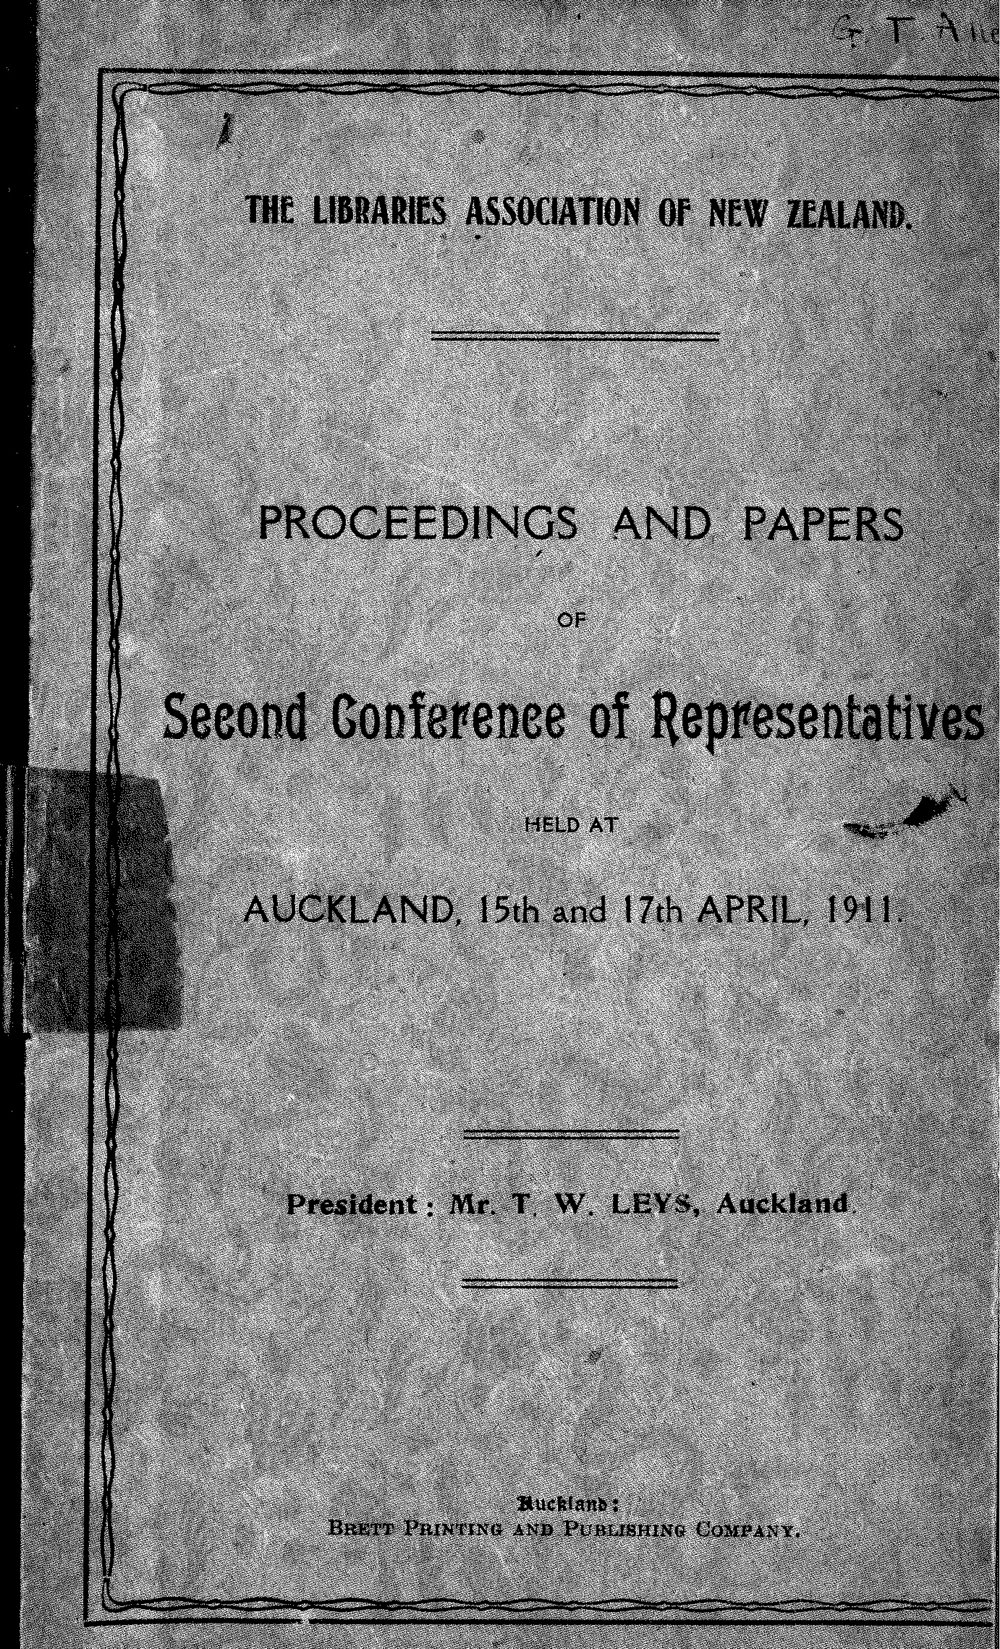 G. T.
THE LIBRARIES ASSOCIATION OF NEW ZEALAND.
PROCEEDINGS AND PAPERS
OF
Second Conference of Representatives
HELD AT
AUCKLAND, 15th and 17th APRIL, 1911.
President: Mr. T. W. LEYS, Auckland.
Auckland:
BRETT PRINTING AND PUBLISHING COMPANY.